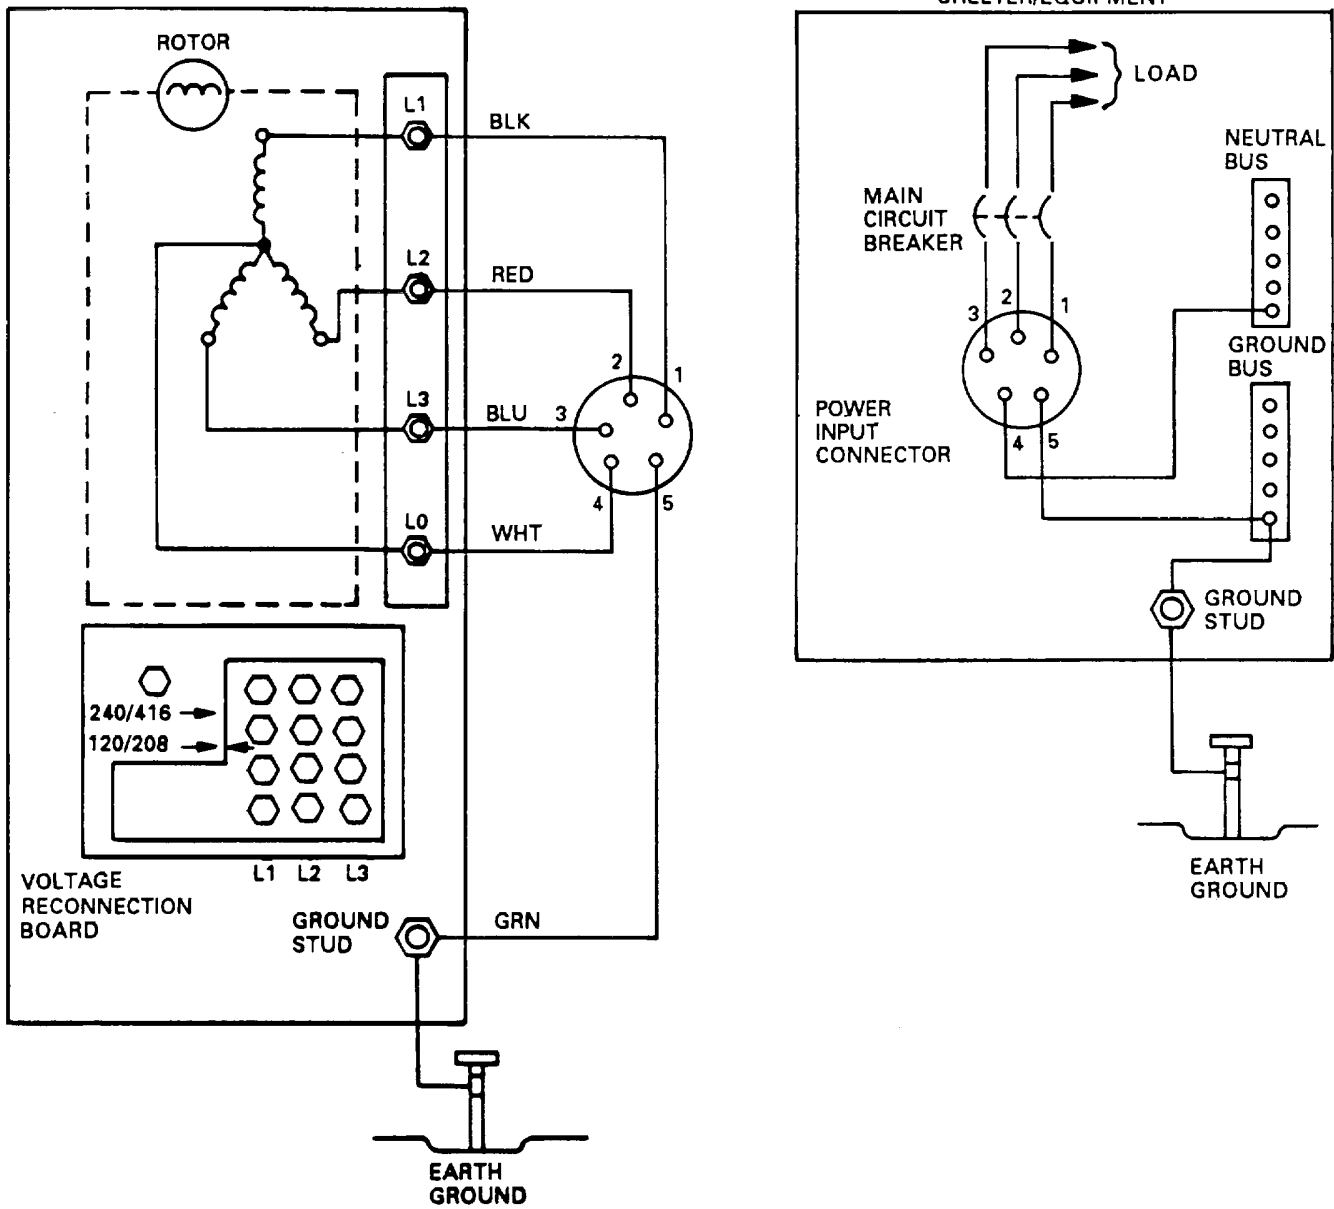 ROTOR
L1
BLK
L2
RED
2
1
L3
BLU
3
4
5
L0
WHT
240/416
120/208
L1 L2 L3
VOLTAGE
RECONNECTION
BOARD
GROUND
STUD
GRN
EARTH
GROUND
SHELTER/EQUIPMENT
LOAD
NEUTRAL
BUS
MAIN
CIRCUIT
BREAKER
3
2
1
GROUND
BUS
POWER
INPUT
CONNECTOR
4
5
GROUND
STUD
EARTH
GROUND